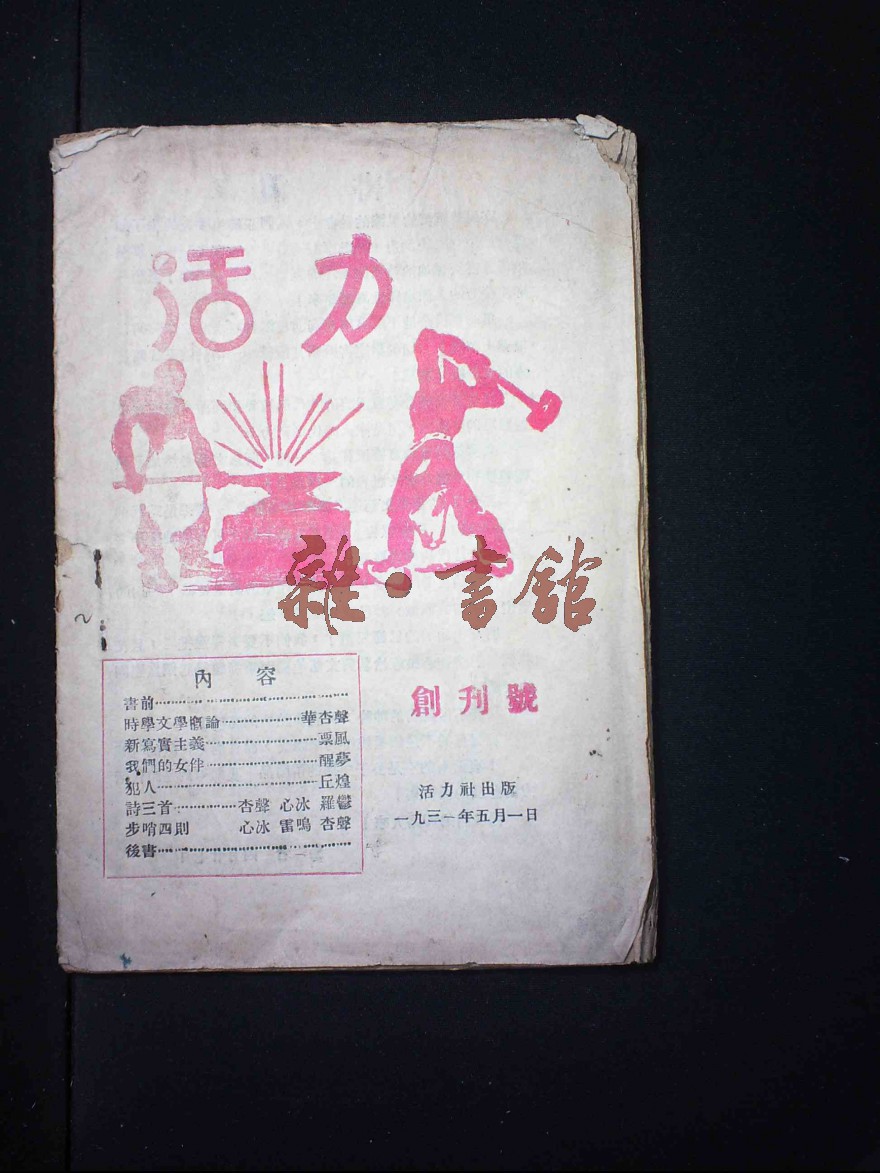 活力
雜·書舘
內容
書前
時學文學槪論 華杏聲
新寫實主義 票風
我們的女伴 醒夢
犯人 丘煌
詩三首 杏聲 心冰 羅鬱
步哨四則 心冰 雷鳴 杏聲
後書
創刊號
活力社出版
一九三一年五月一日